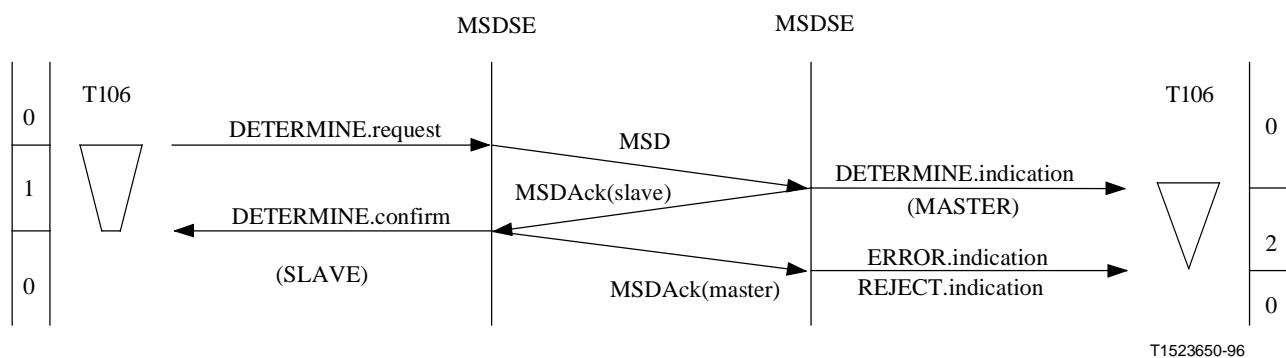 MSDSE
MSDSE
T106
T106
0
0
DETERMINE.request
MSD
1
MSDAck(slave)
DETERMINE.indication
(MASTER)
DETERMINE.confirm
2
(SLAVE)
ERROR.indication
MSDAck(master)
REJECT.indication
0
0
T1523650-96